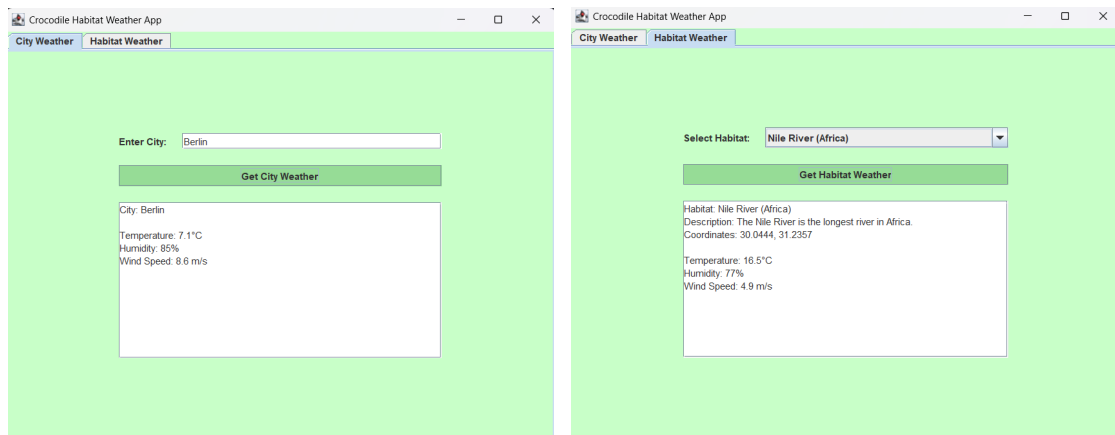 Crocodile Habitat Weather App
City Weather Habitat Weather
Enter City: Berlin
Get City Weather
City: Berlin
Temperature: 7.1°C
Humidity: 85%
Wind Speed: 8.6 m/s
Crocodile Habitat Weather App
City Weather Habitat Weather
Select Habitat: Nile River (Africa)
Get Habitat Weather
Habitat: Nile River (Africa)
Description: The Nile River is the longest river in Africa.
Coordinates: 30.0444, 31.2357
Temperature: 16.5°C
Humidity: 77%
Wind Speed: 4.9 m/s